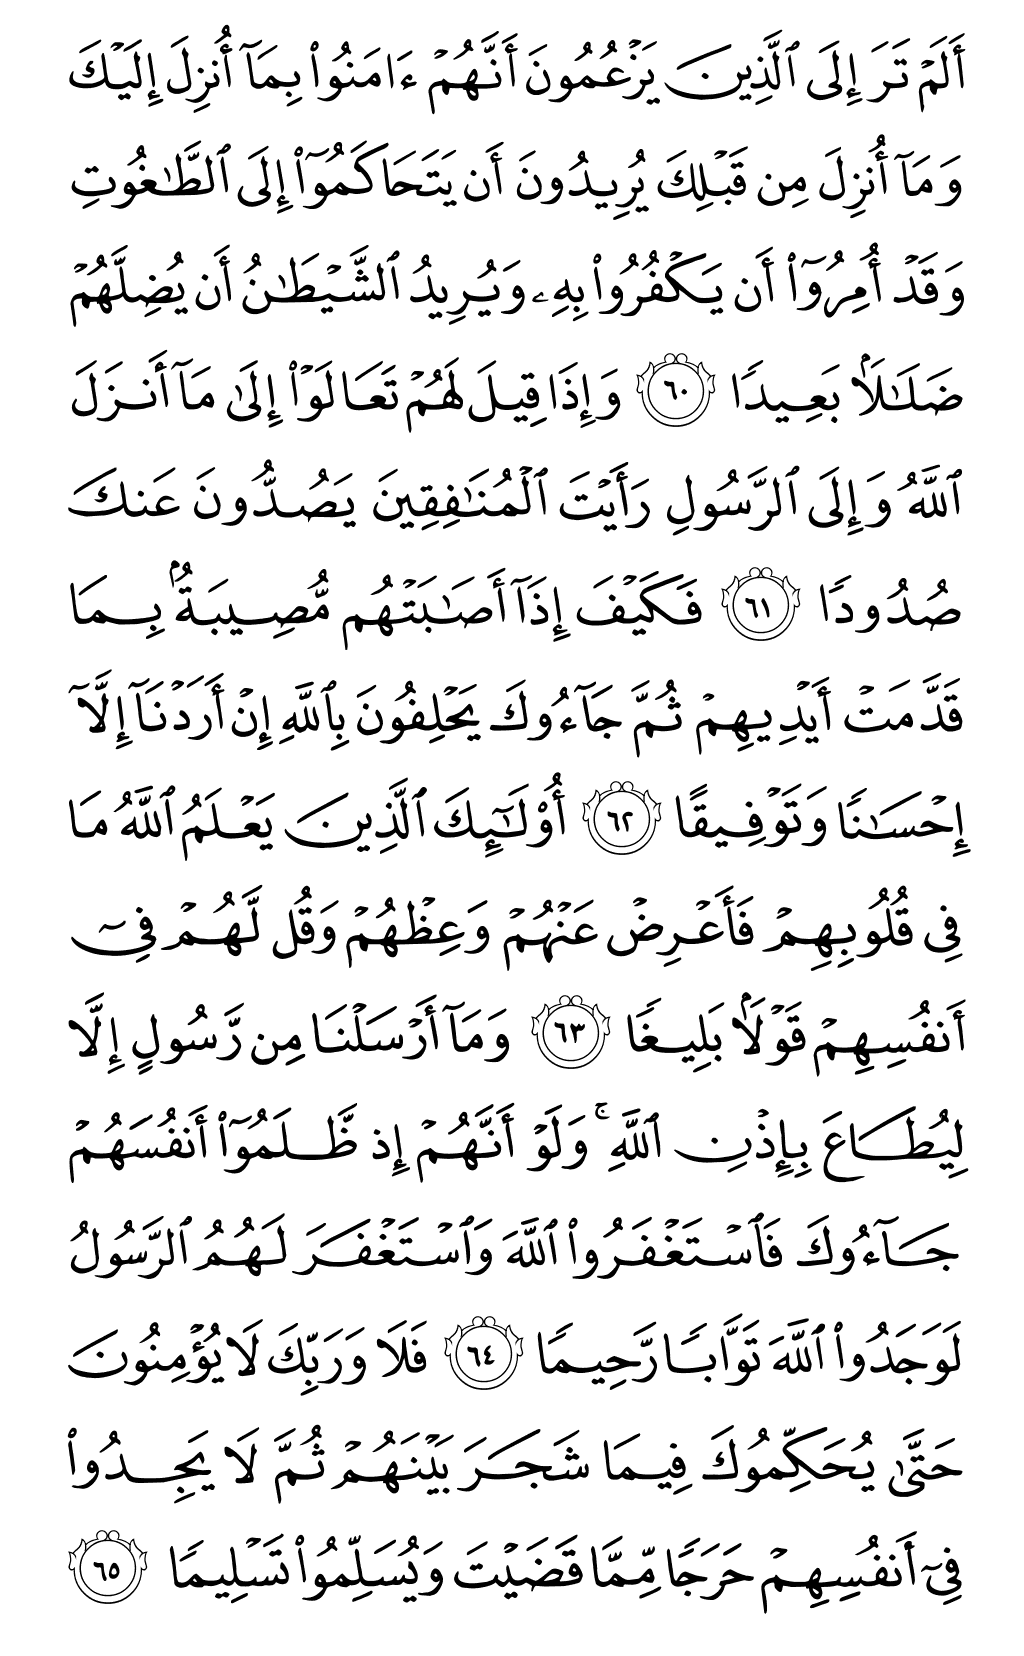 أَلَمۡ تَرَ إِلَى ٱلَّذِينَ يَزۡعُمُونَ أَنَّهُمۡ ءَامَنُواْ بِمَآ أُنزِلَ إِلَيۡكَ
وَمَآ أُنزِلَ مِن قَبۡلِكَ يُرِيدُونَ أَن يَتَحَاكَمُوٓاْ إِلَى ٱلطَّٰغُوتِ
وَقَدۡ أُمِرُوٓاْ أَن يَكۡفُرُواْ بِهِۦ وَيُرِيدُ ٱلشَّيۡطَٰنُ أَن يُضِلَّهُمۡ
ضَلَٰلَۢا بَعِيدٗا ٦٠ وَإِذَا قِيلَ لَهُمۡ تَعَالَوۡاْ إِلَىٰ مَآ أَنزَلَ
ٱللَّهُ وَإِلَى ٱلرَّسُولِ رَأَيۡتَ ٱلۡمُنَٰفِقِينَ يَصُدُّونَ عَنكَ
صُدُودٗا ٦١ فَكَيۡفَ إِذَآ أَصَٰبَتۡهُم مُّصِيبَةُۢ بِمَا
قَدَّمَتۡ أَيۡدِيهِمۡ ثُمَّ جَآءُوكَ يَحۡلِفُونَ بِٱللَّهِ إِنۡ أَرَدۡنَآ إِلَّآ
إِحۡسَٰنٗا وَتَوۡفِيقًا ٦٢ أُوْلَٰٓئِكَ ٱلَّذِينَ يَعۡلَمُ ٱللَّهُ مَا
فِي قُلُوبِهِمۡ فَأَعۡرِضۡ عَنۡهُمۡ وَعِظۡهُمۡ وَقُل لَّهُمۡ فِيٓ
أَنفُسِهِمۡ قَوۡلَۢا بَلِيغٗا ٦٣ وَمَآ أَرۡسَلۡنَا مِن رَّسُولٍ إِلَّا
لِيُطَاعَ بِإِذۡنِ ٱللَّهِۚ وَلَوۡ أَنَّهُمۡ إِذ ظَّلَمُوٓاْ أَنفُسَهُمۡ
جَآءُوكَ فَٱسۡتَغۡفَرُواْ ٱللَّهَ وَٱسۡتَغۡفَرَ لَهُمُ ٱلرَّسُولُ
لَوَجَدُواْ ٱللَّهَ تَوَّابٗا رَّحِيمٗا ٦٤ فَلَا وَرَبِّكَ لَا يُؤۡمِنُونَ
حَتَّىٰ يُحَكِّمُوكَ فِيمَا شَجَرَ بَيۡنَهُمۡ ثُمَّ لَا يَجِدُواْ
فِيٓ أَنفُسِهِمۡ حَرَجٗا مِّمَّا قَضَيۡتَ وَيُسَلِّمُواْ تَسۡلِيمٗا ٦٥